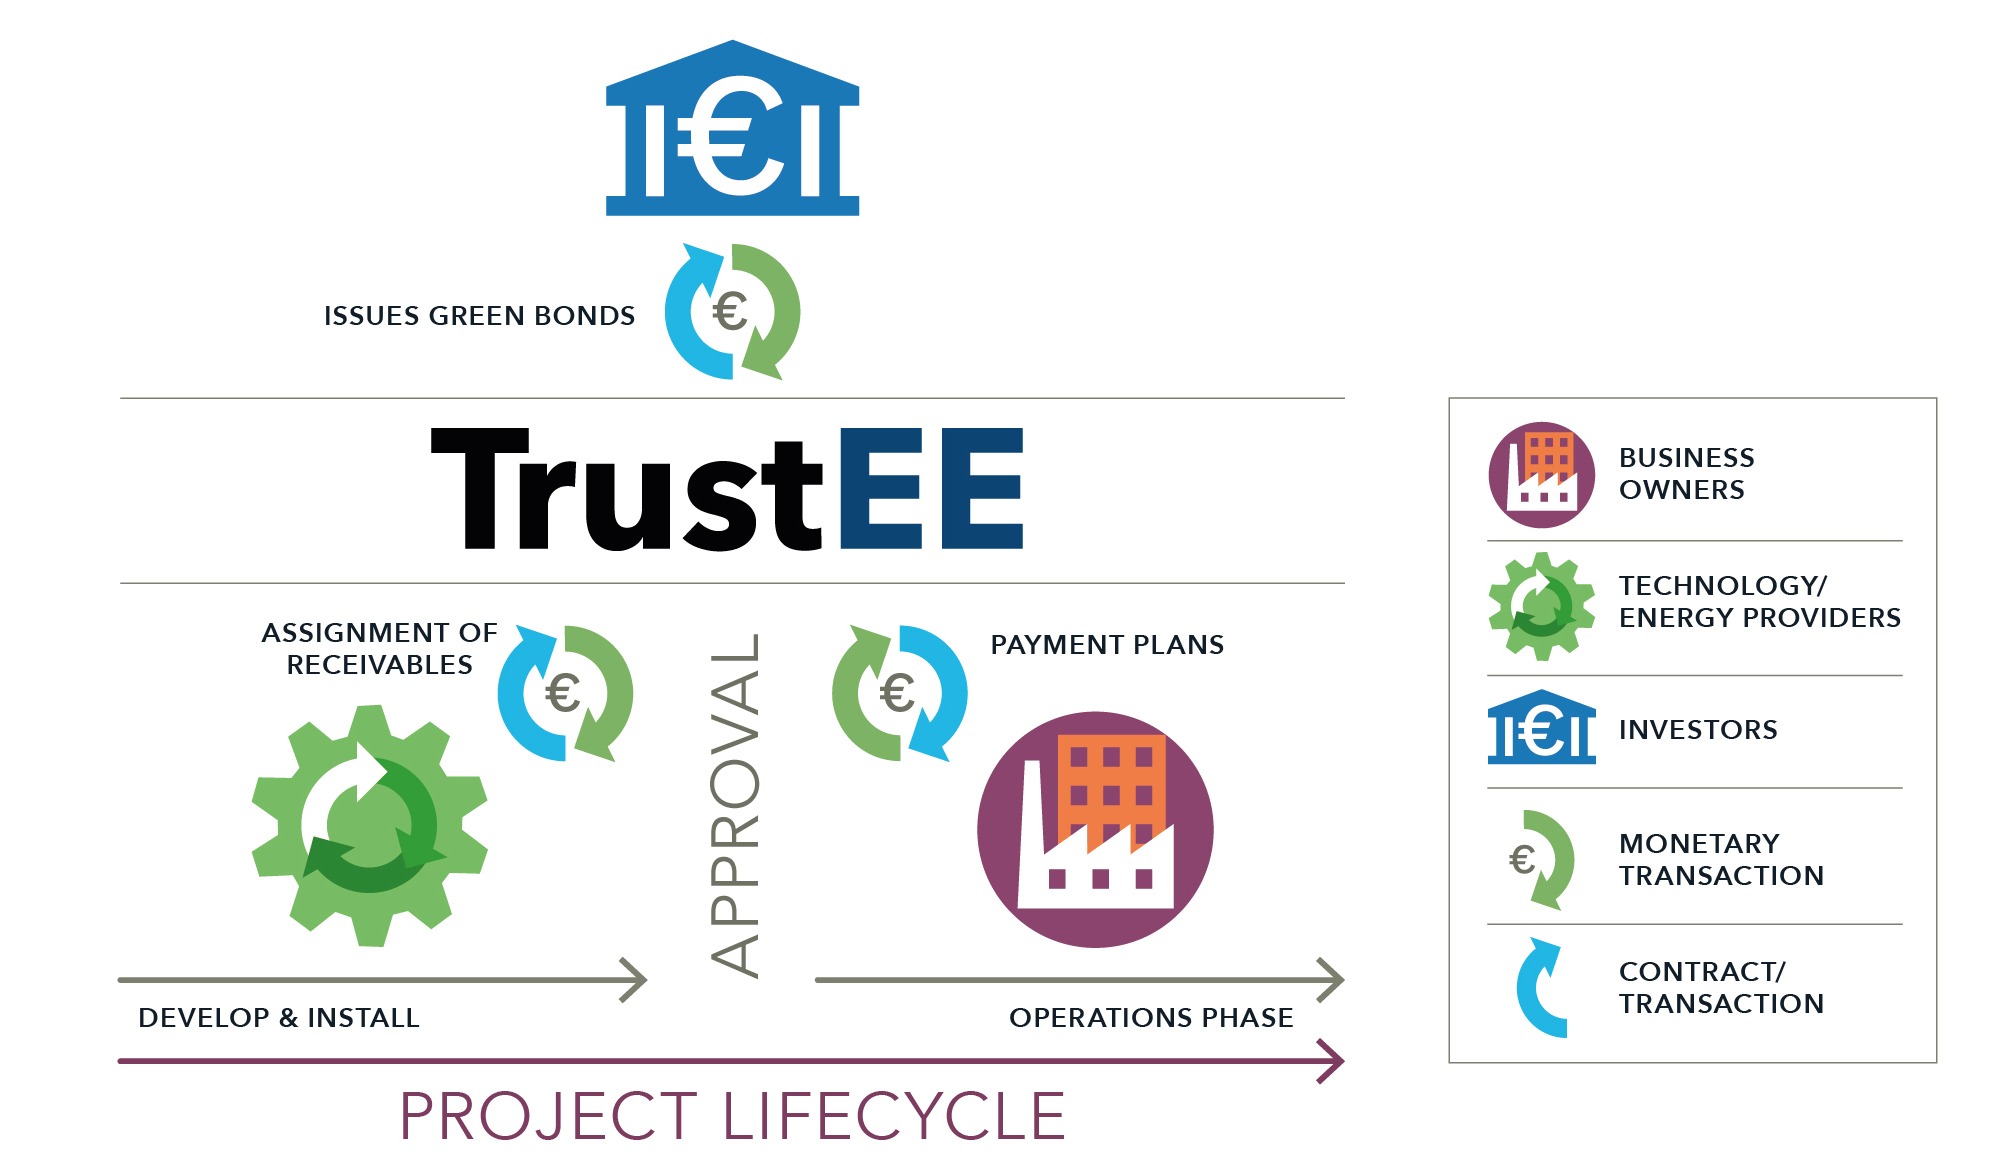 €
€
ISSUES GREEN BONDS
TrustEE
ASSIGNMENT OF
RECEIVABLES
€
APPROVAL
€
PAYMENT PLANS
DEVELOP & INSTALL
OPERATIONS PHASE
PROJECT LIFECYCLE
BUSINESS
OWNERS
TECHNOLOGY/
ENERGY PROVIDERS
€
INVESTORS
€
MONETARY
TRANSACTION
CONTRACT/
TRANSACTION